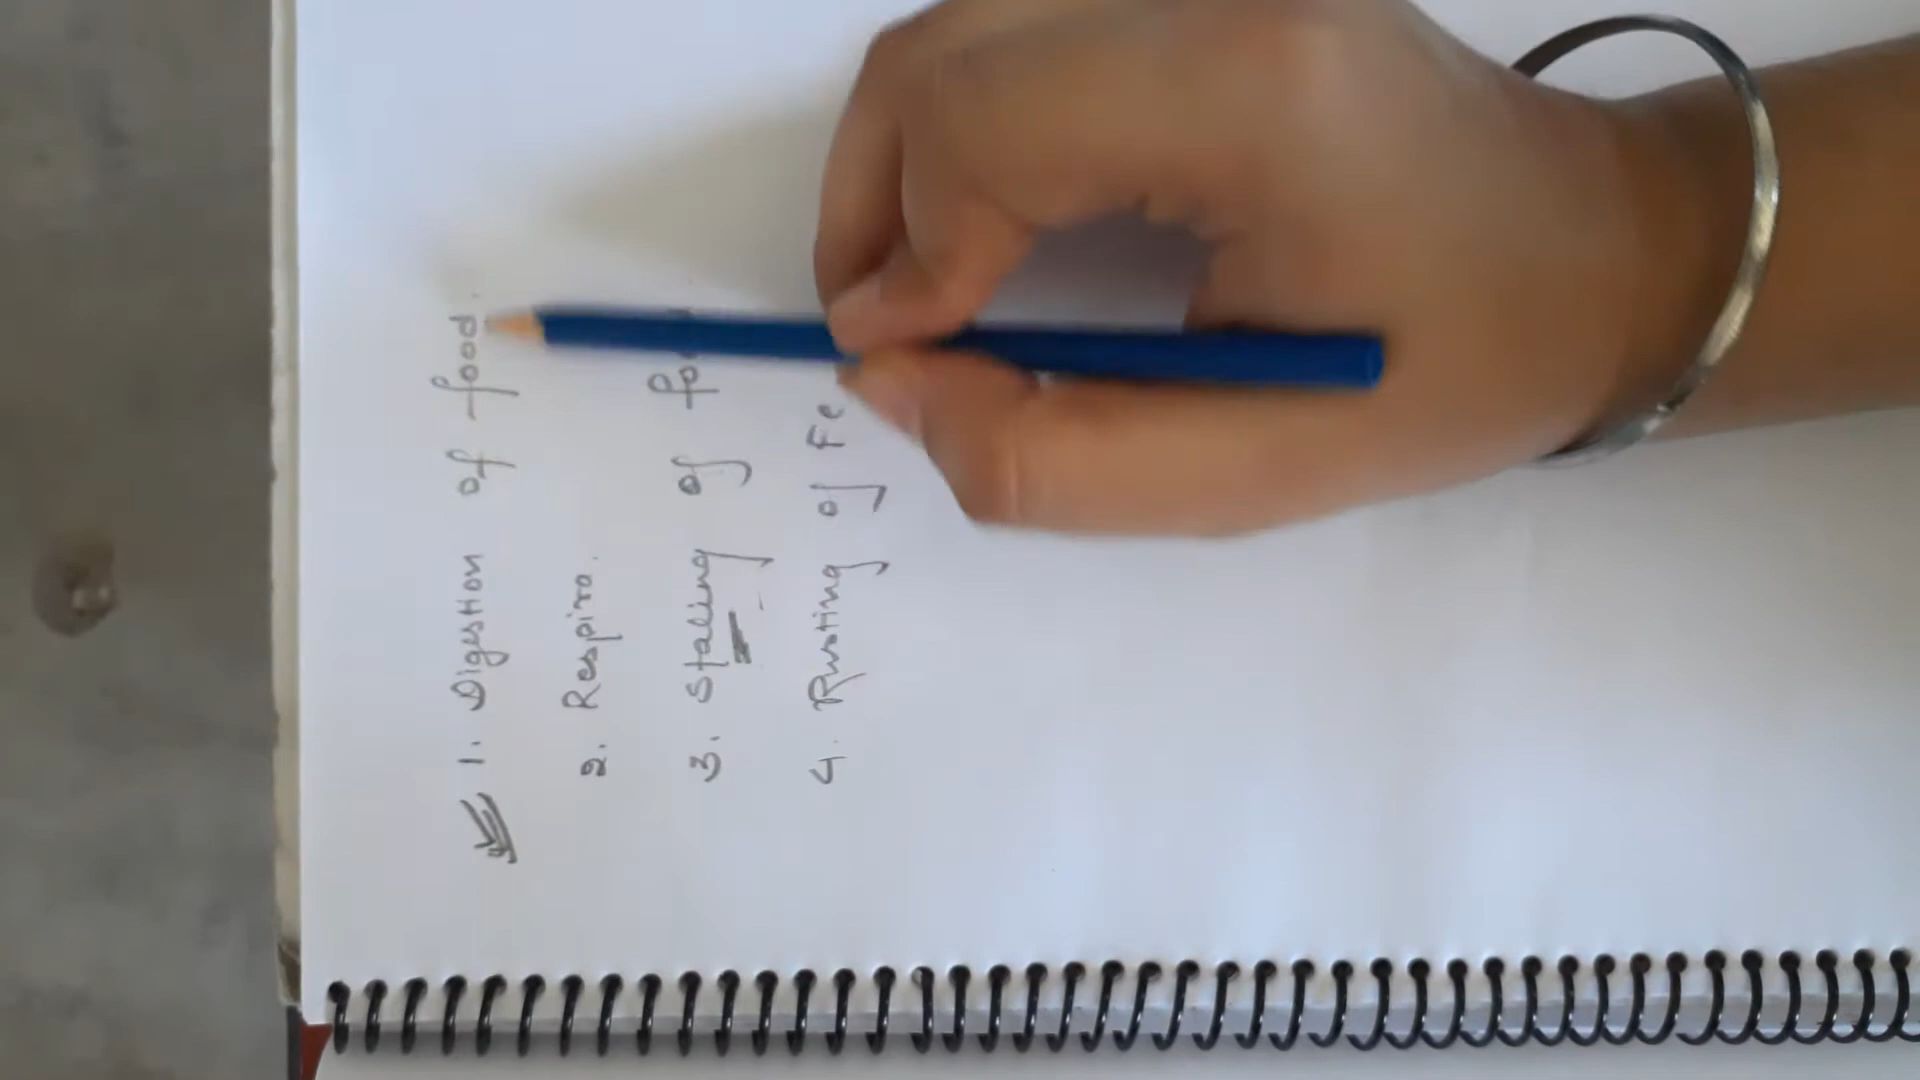 1. Digestion of food.
2. Respira.
3. Staling of
4. Rusting of Fe